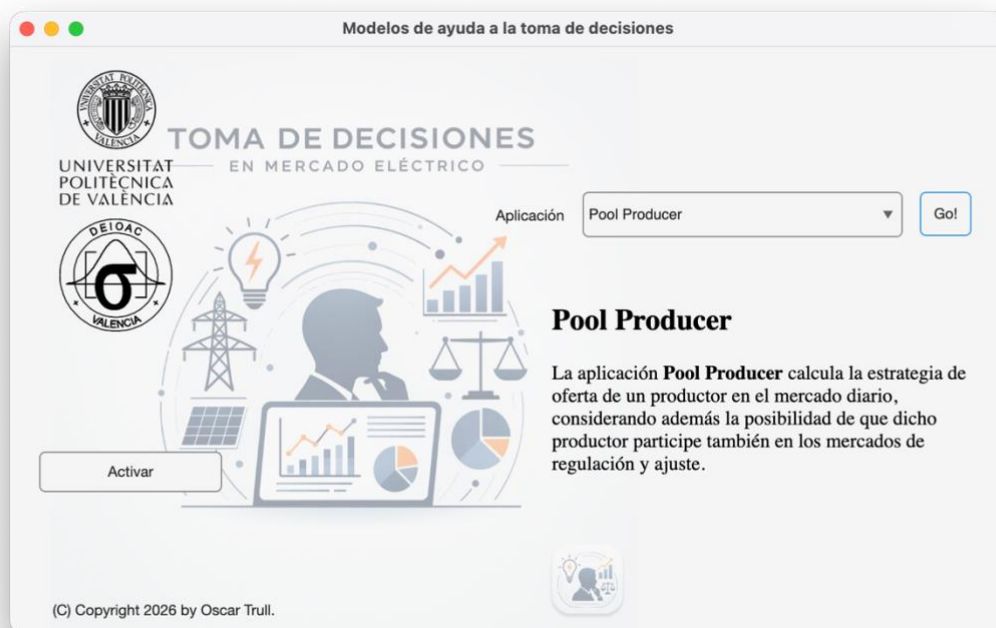 Modelos de ayuda a la toma de decisiones
UNIVERSITAT POLITECNICA
VALENCIA
UNIVERSITAT
POLITÈCNICA
DE VALÈNCIA
TOMA DE DECISIONES
EN MERCADO ELÉCTRICO
DEIOAC
σ
VALENCIA
Aplicación
Pool Producer
Go!
Pool Producer
La aplicación Pool Producer calcula la estrategia de
oferta de un productor en el mercado diario,
considerando además la posibilidad de que dicho
productor participe también en los mercados de
regulación y ajuste.
Activar
(C) Copyright 2026 by Oscar Trull.